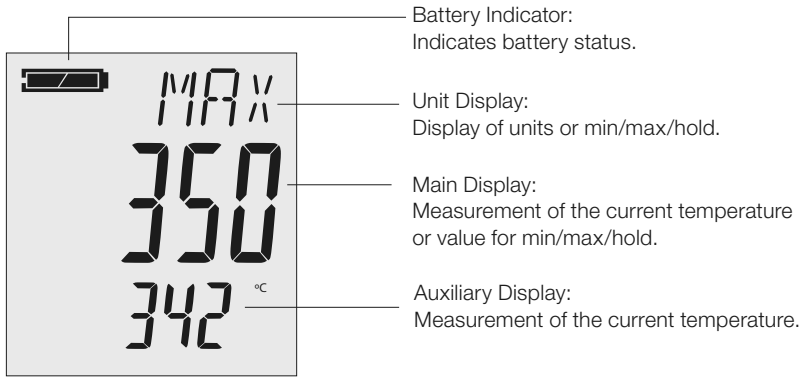 Battery Indicator:
Indicates battery status.
MAX
Unit Display:
Display of units or min/max/hold.
350
Main Display:
Measurement of the current temperature
or value for min/max/hold.
342 ºC
Auxiliary Display:
Measurement of the current temperature.